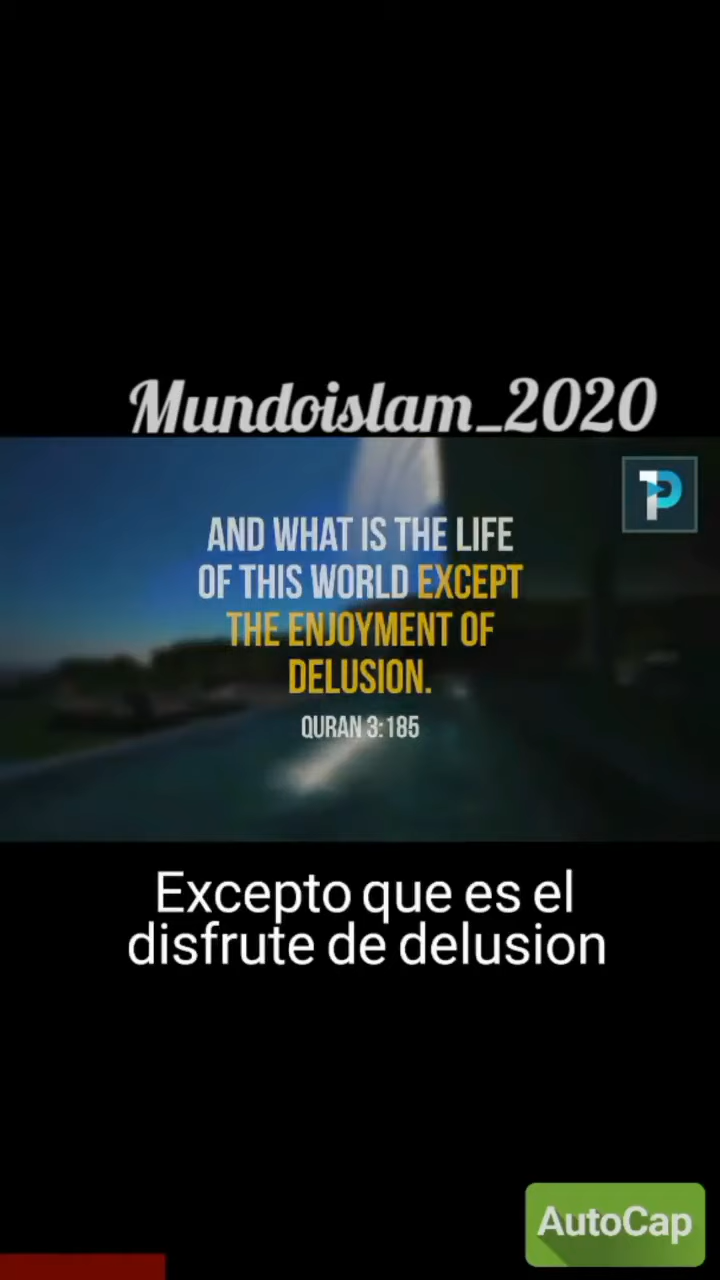 Mundoislam_2020
AND WHAT IS THE LIFE
OF THIS WORLD EXCEPT
THE ENJOYMENT OF
DELUSION.
QURAN 3:185
Excepto que es el
disfrute de delusion
AutoCap